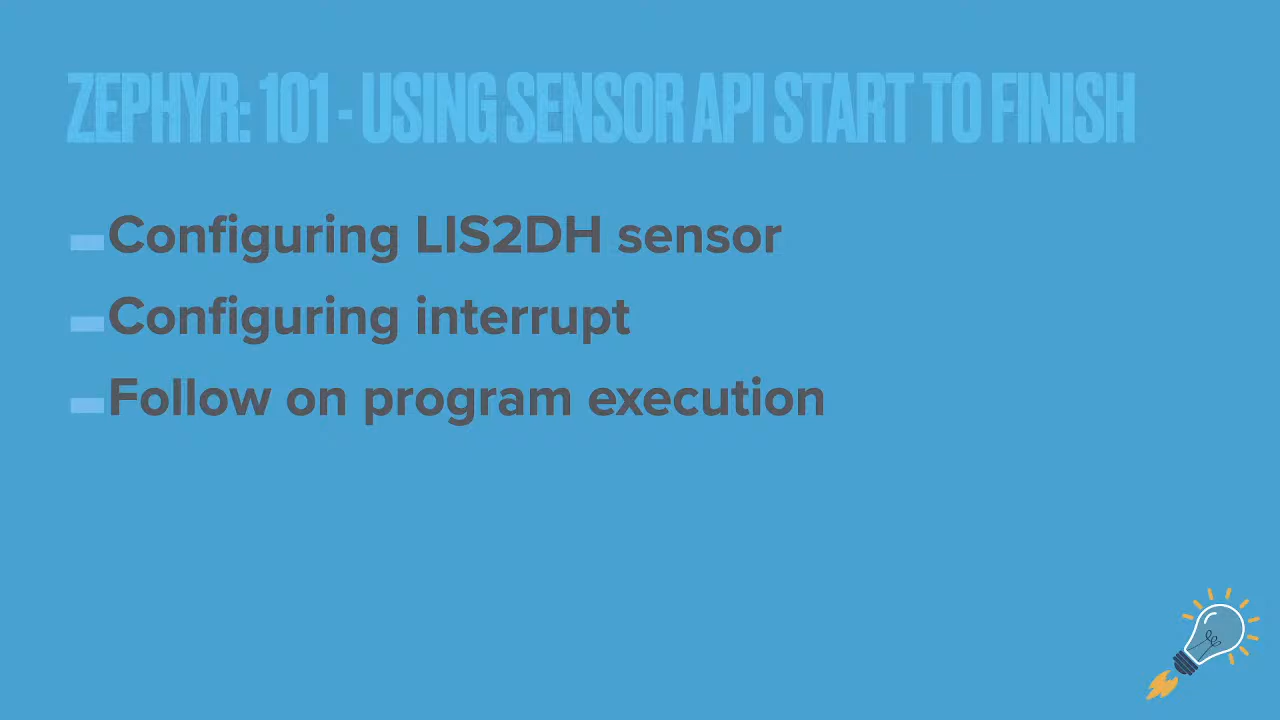 ZEPHYR: 101 - USING SENSOR API START TO FINISH
Configuring LIS2DH sensor
Configuring interrupt
Follow on program execution